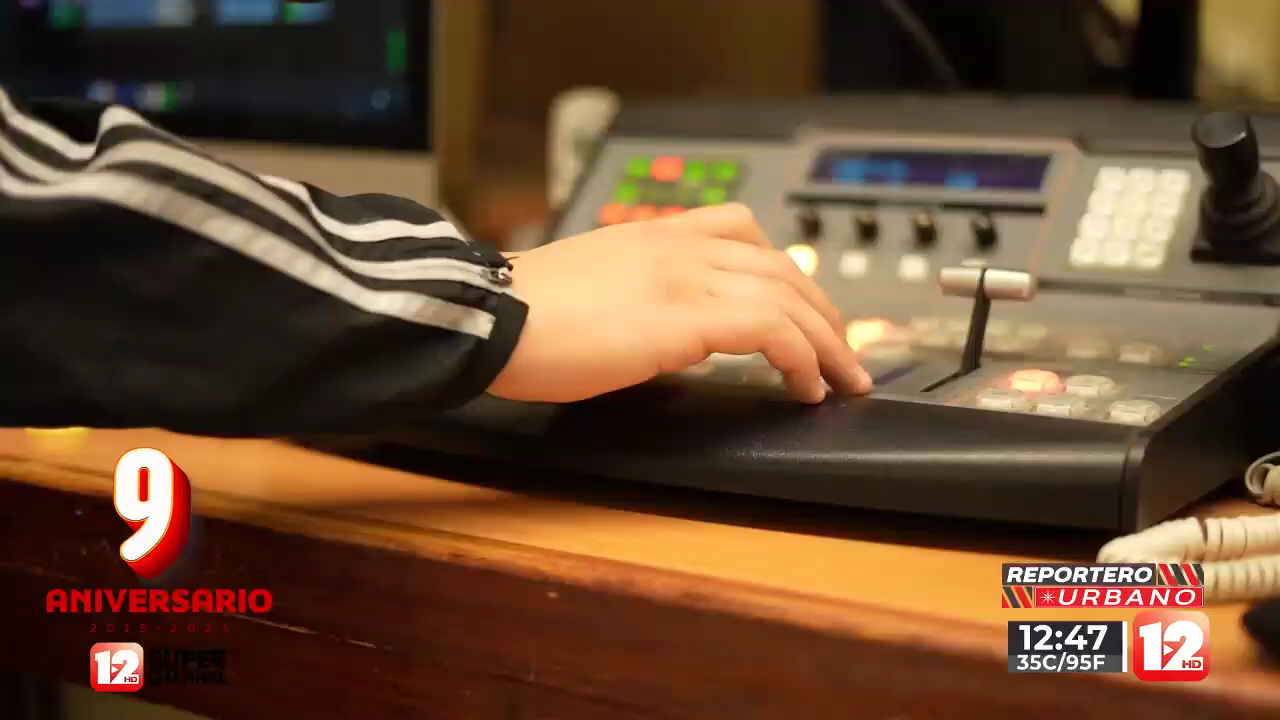 9
ANIVERSARIO
2015-2024
12 HD
SUPER
CHANNEL
REPORTERO
URBANO
12:47
35C/95F
12 HD